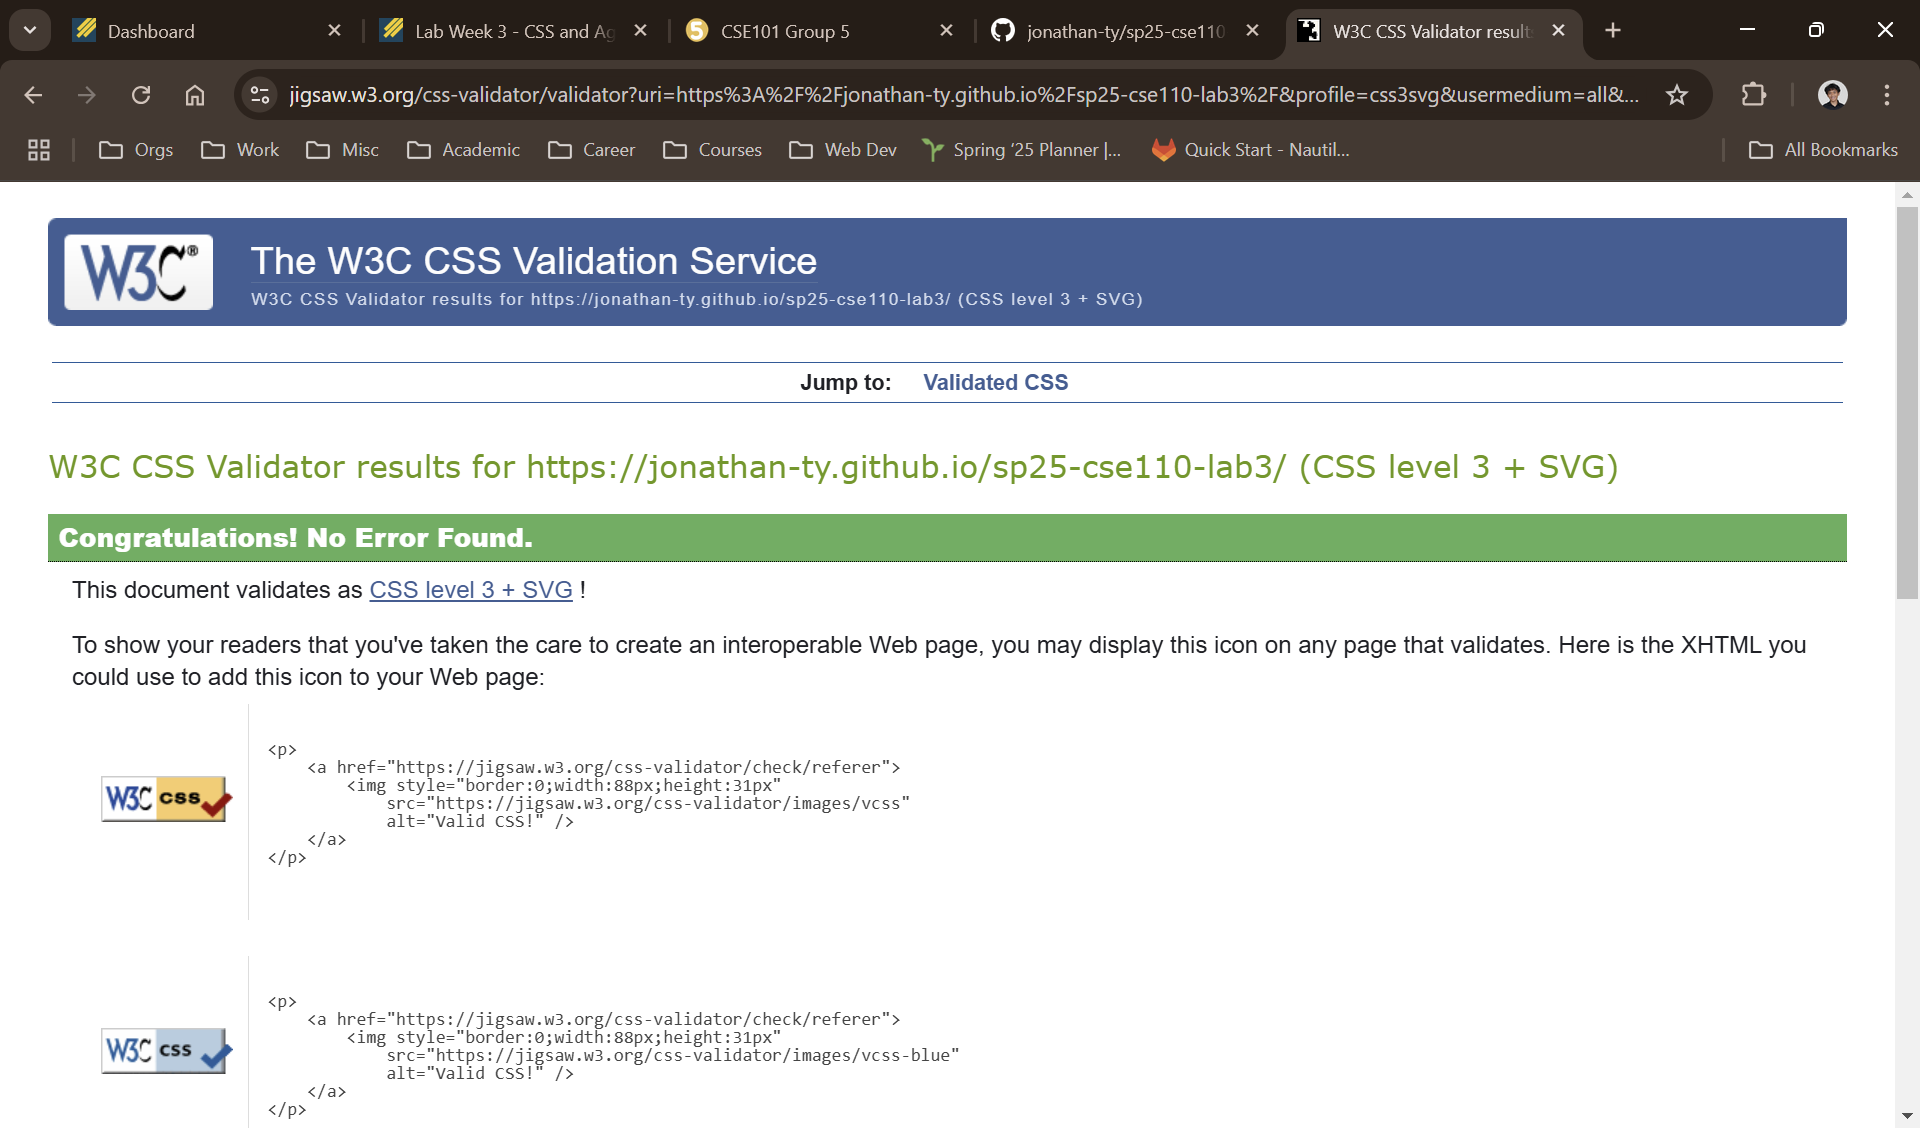 Dashboard
Lab Week 3 - CSS and Ag
CSE101 Group 5
jonathan-ty/sp25-cse110
W3C CSS Validator result
jigsaw.w3.org/css-validator/validator?uri=https%3A%2F%2Fjonathan-ty.github.io%2Fsp25-cse110-lab3%2F&profile=css3svg&usermedium=all&...
Orgs
Work
Misc
Academic
Career
Courses
Web Dev
Spring ‘25 Planner |...
Quick Start - Nautil...
All Bookmarks
W3C®
The W3C CSS Validation Service
W3C CSS Validator results for https://jonathan-ty.github.io/sp25-cse110-lab3/ (CSS level 3 + SVG)
Jump to: Validated CSS
W3C CSS Validator results for https://jonathan-ty.github.io/sp25-cse110-lab3/ (CSS level 3 + SVG)
Congratulations! No Error Found.
This document validates as CSS level 3 + SVG !
To show your readers that you've taken the care to create an interoperable Web page, you may display this icon on any page that validates. Here is the XHTML you
could use to add this icon to your Web page:
W3C css
<p>
<a href="https://jigsaw.w3.org/css-validator/check/referer">
<img style="border:0;width:88px;height:31px"
src="https://jigsaw.w3.org/css-validator/images/vcss"
alt="Valid CSS!" />
</a>
</p>
W3C css
<p>
<a href="https://jigsaw.w3.org/css-validator/check/referer">
<img style="border:0;width:88px;height:31px"
src="https://jigsaw.w3.org/css-validator/images/vcss-blue"
alt="Valid CSS!" />
</a>
</p>